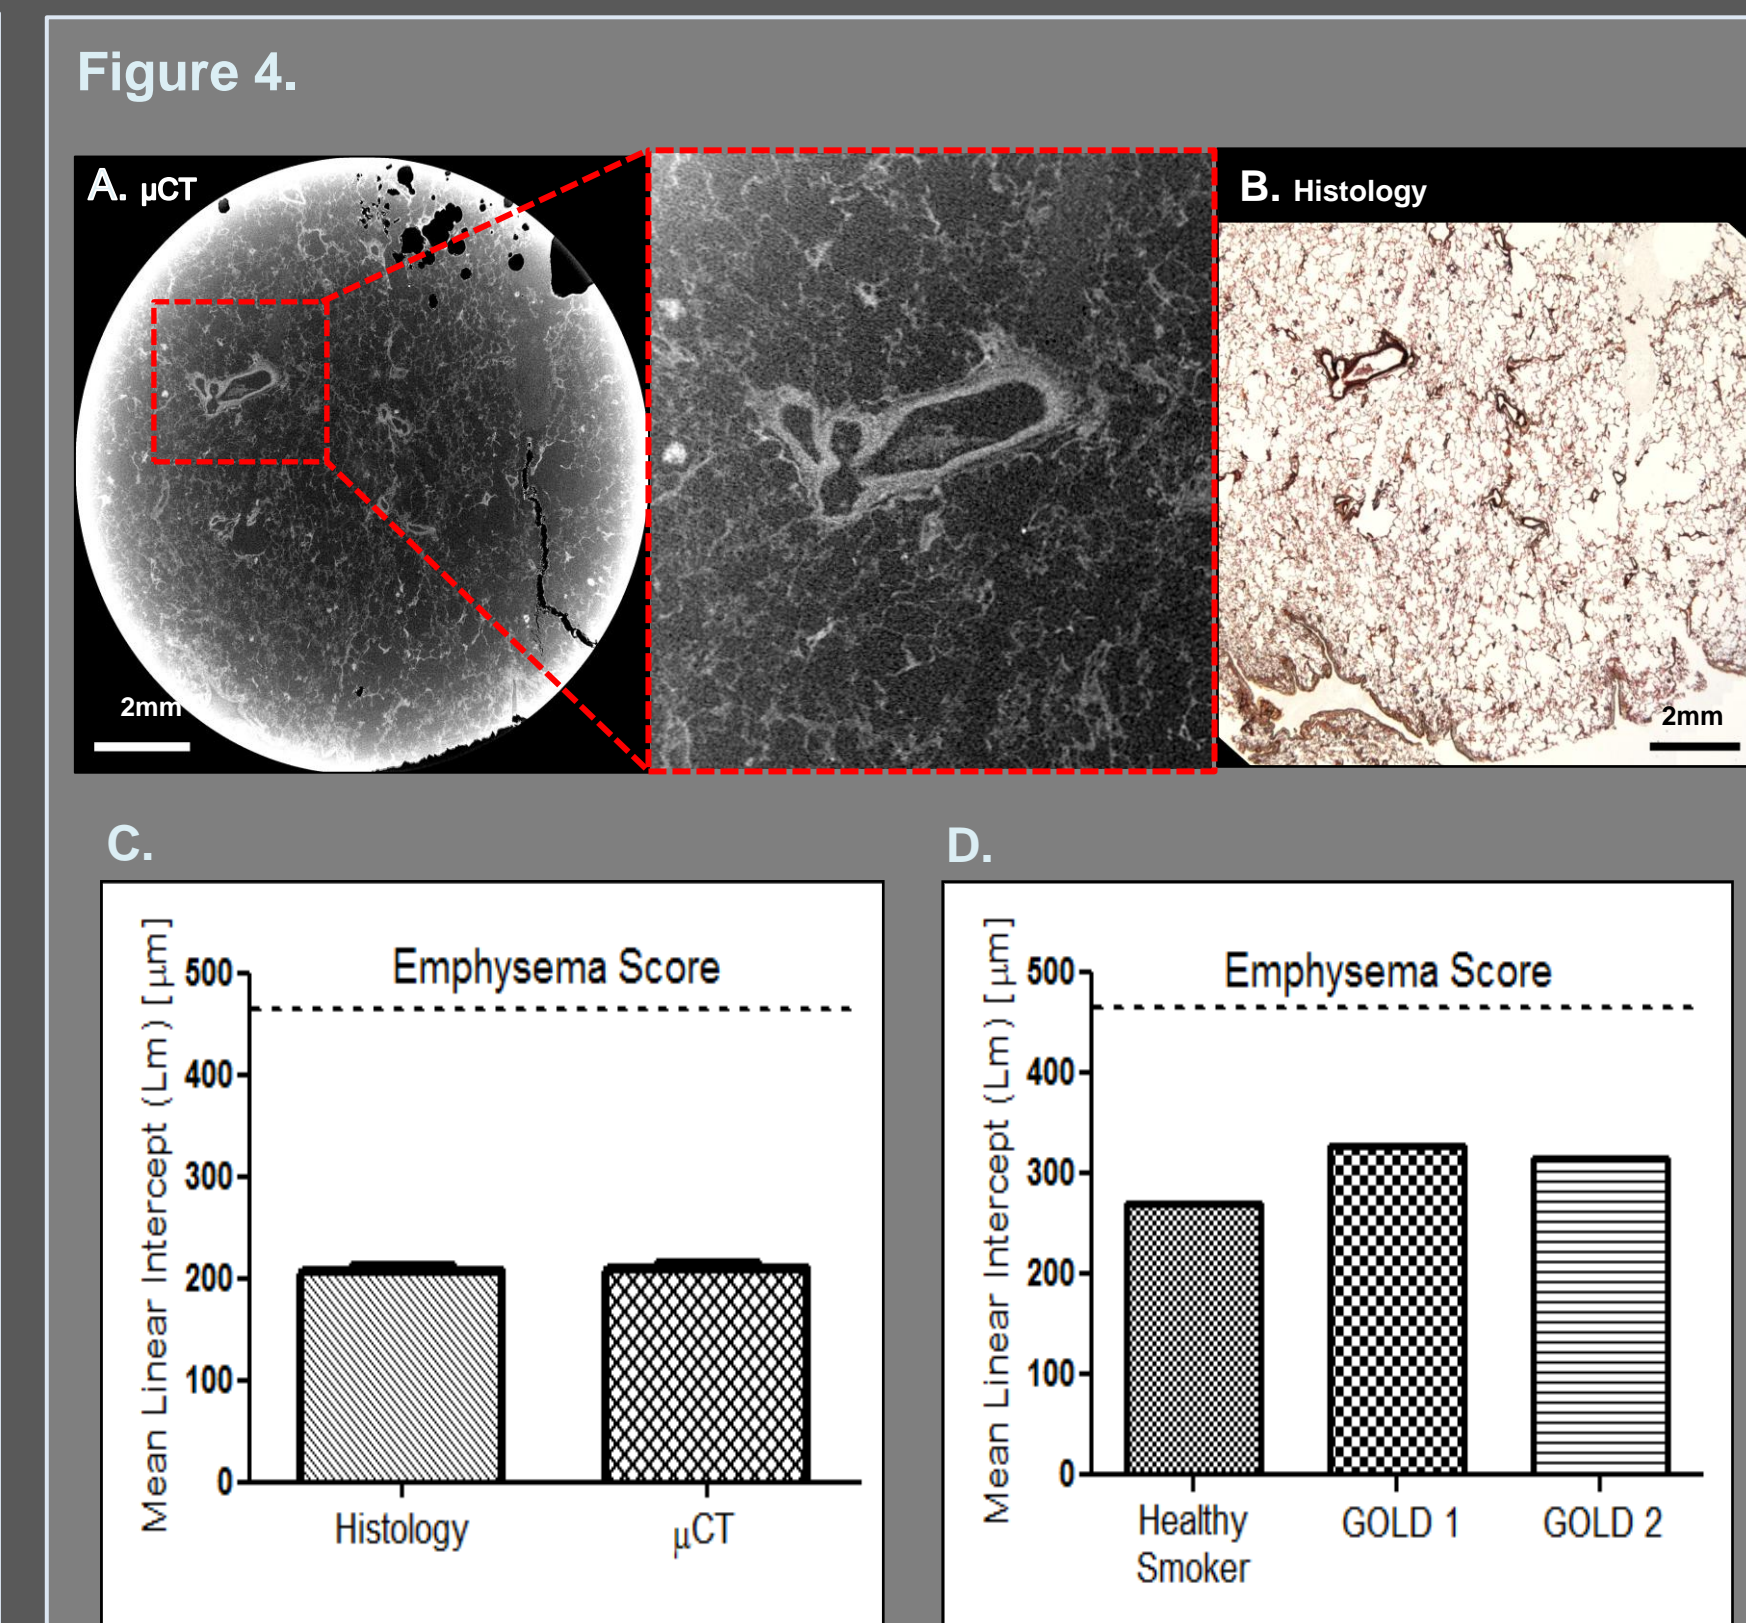 Figure 4.
A. µCT
2mm
B. Histology
2mm
C.
Mean Linear Intercept (Lm) [µm]
Emphysema Score
500
400
300
200
100
0
Histology
µCT
D.
Mean Linear Intercept (Lm) [µm]
Emphysema Score
500
400
300
200
100
0
Healthy
Smoker
GOLD 1
GOLD 2